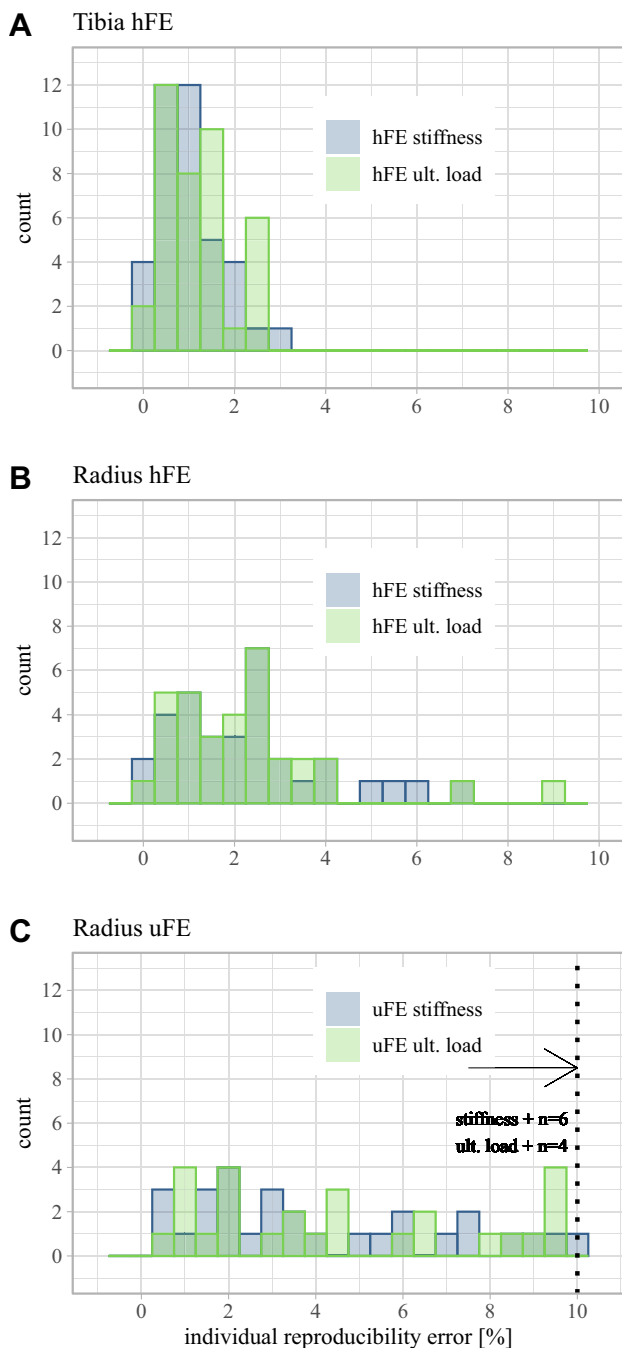 A Tibia hFE
12
10
8
6
4
2
0
count
hFE stiffness
hFE ult. load
0 2 4 6 8 10
B Radius hFE
12
10
8
6
4
2
0
count
hFE stiffness
hFE ult. load
0 2 4 6 8 10
C Radius uFE
12
10
8
6
4
2
0
count
uFE stiffness
uFE ult. load
stiffness + n=6
ult. load + n=4
0 2 4 6 8 10
individual reproducibility error [%]